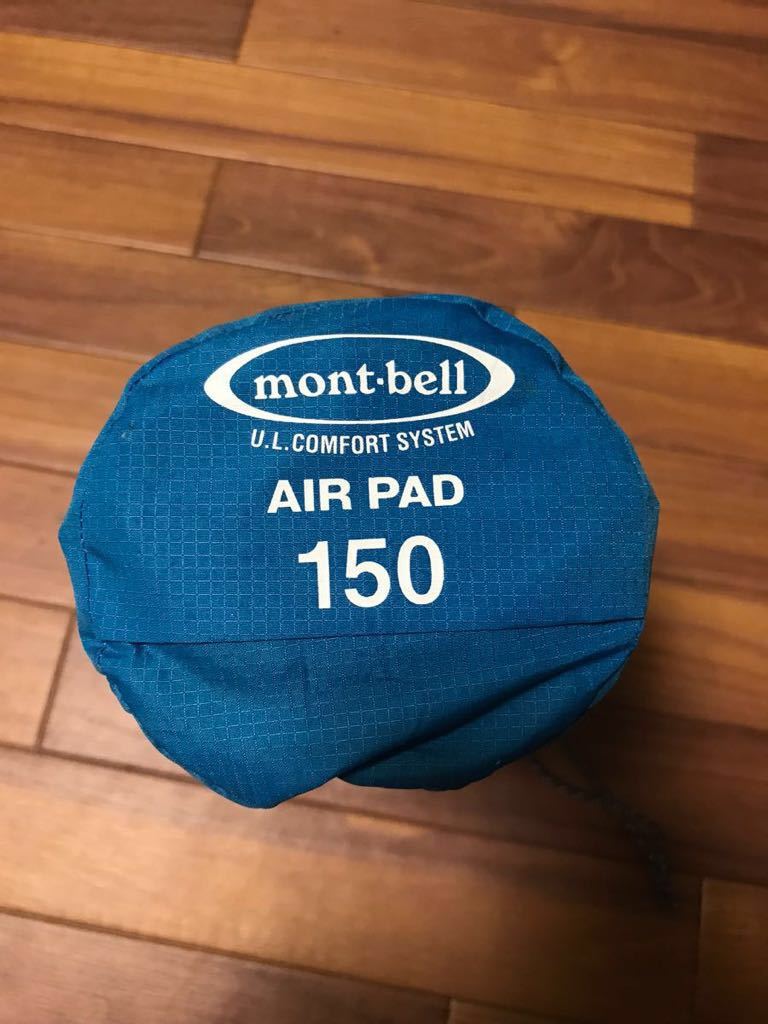 mont·bell
U.L.COMFORT SYSTEM
AIR PAD
150